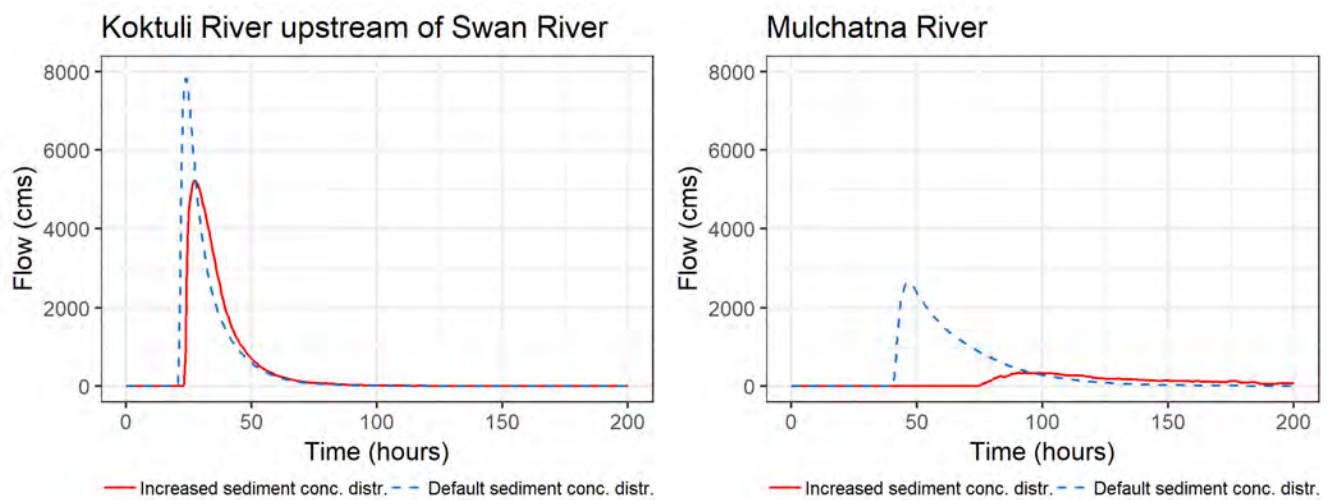 Koktuli River upstream of Swan River
8000
6000
4000
2000
0
Flow (cms)
0 50 100 150 200
Time (hours)
Increased sediment conc. distr. Default sediment conc. distr.
Mulchatna River
8000
6000
4000
2000
0
Flow (cms)
0 50 100 150 200
Time (hours)
Increased sediment conc. distr. Default sediment conc. distr.